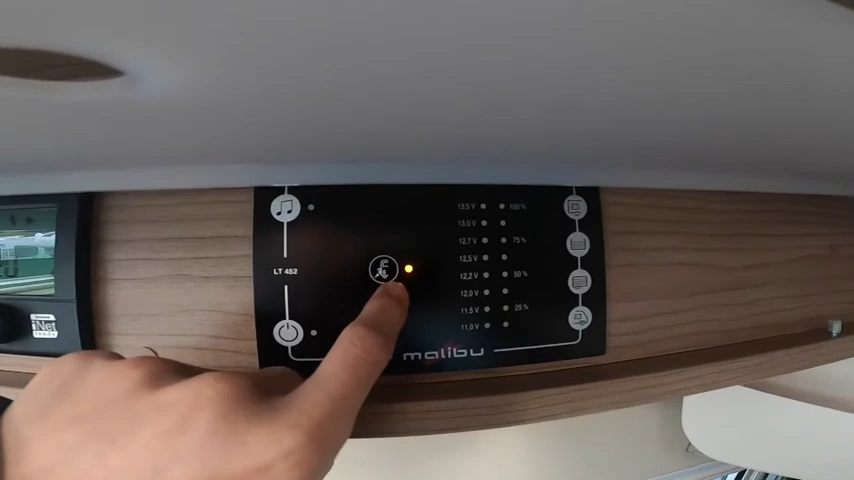 LT 452
13,5 V 100%
13,0 V
12,7 V 75%
12,5 V
12,2 V 50%
12,0 V
11,5 V 25%
11,0 V
malibu
iNet